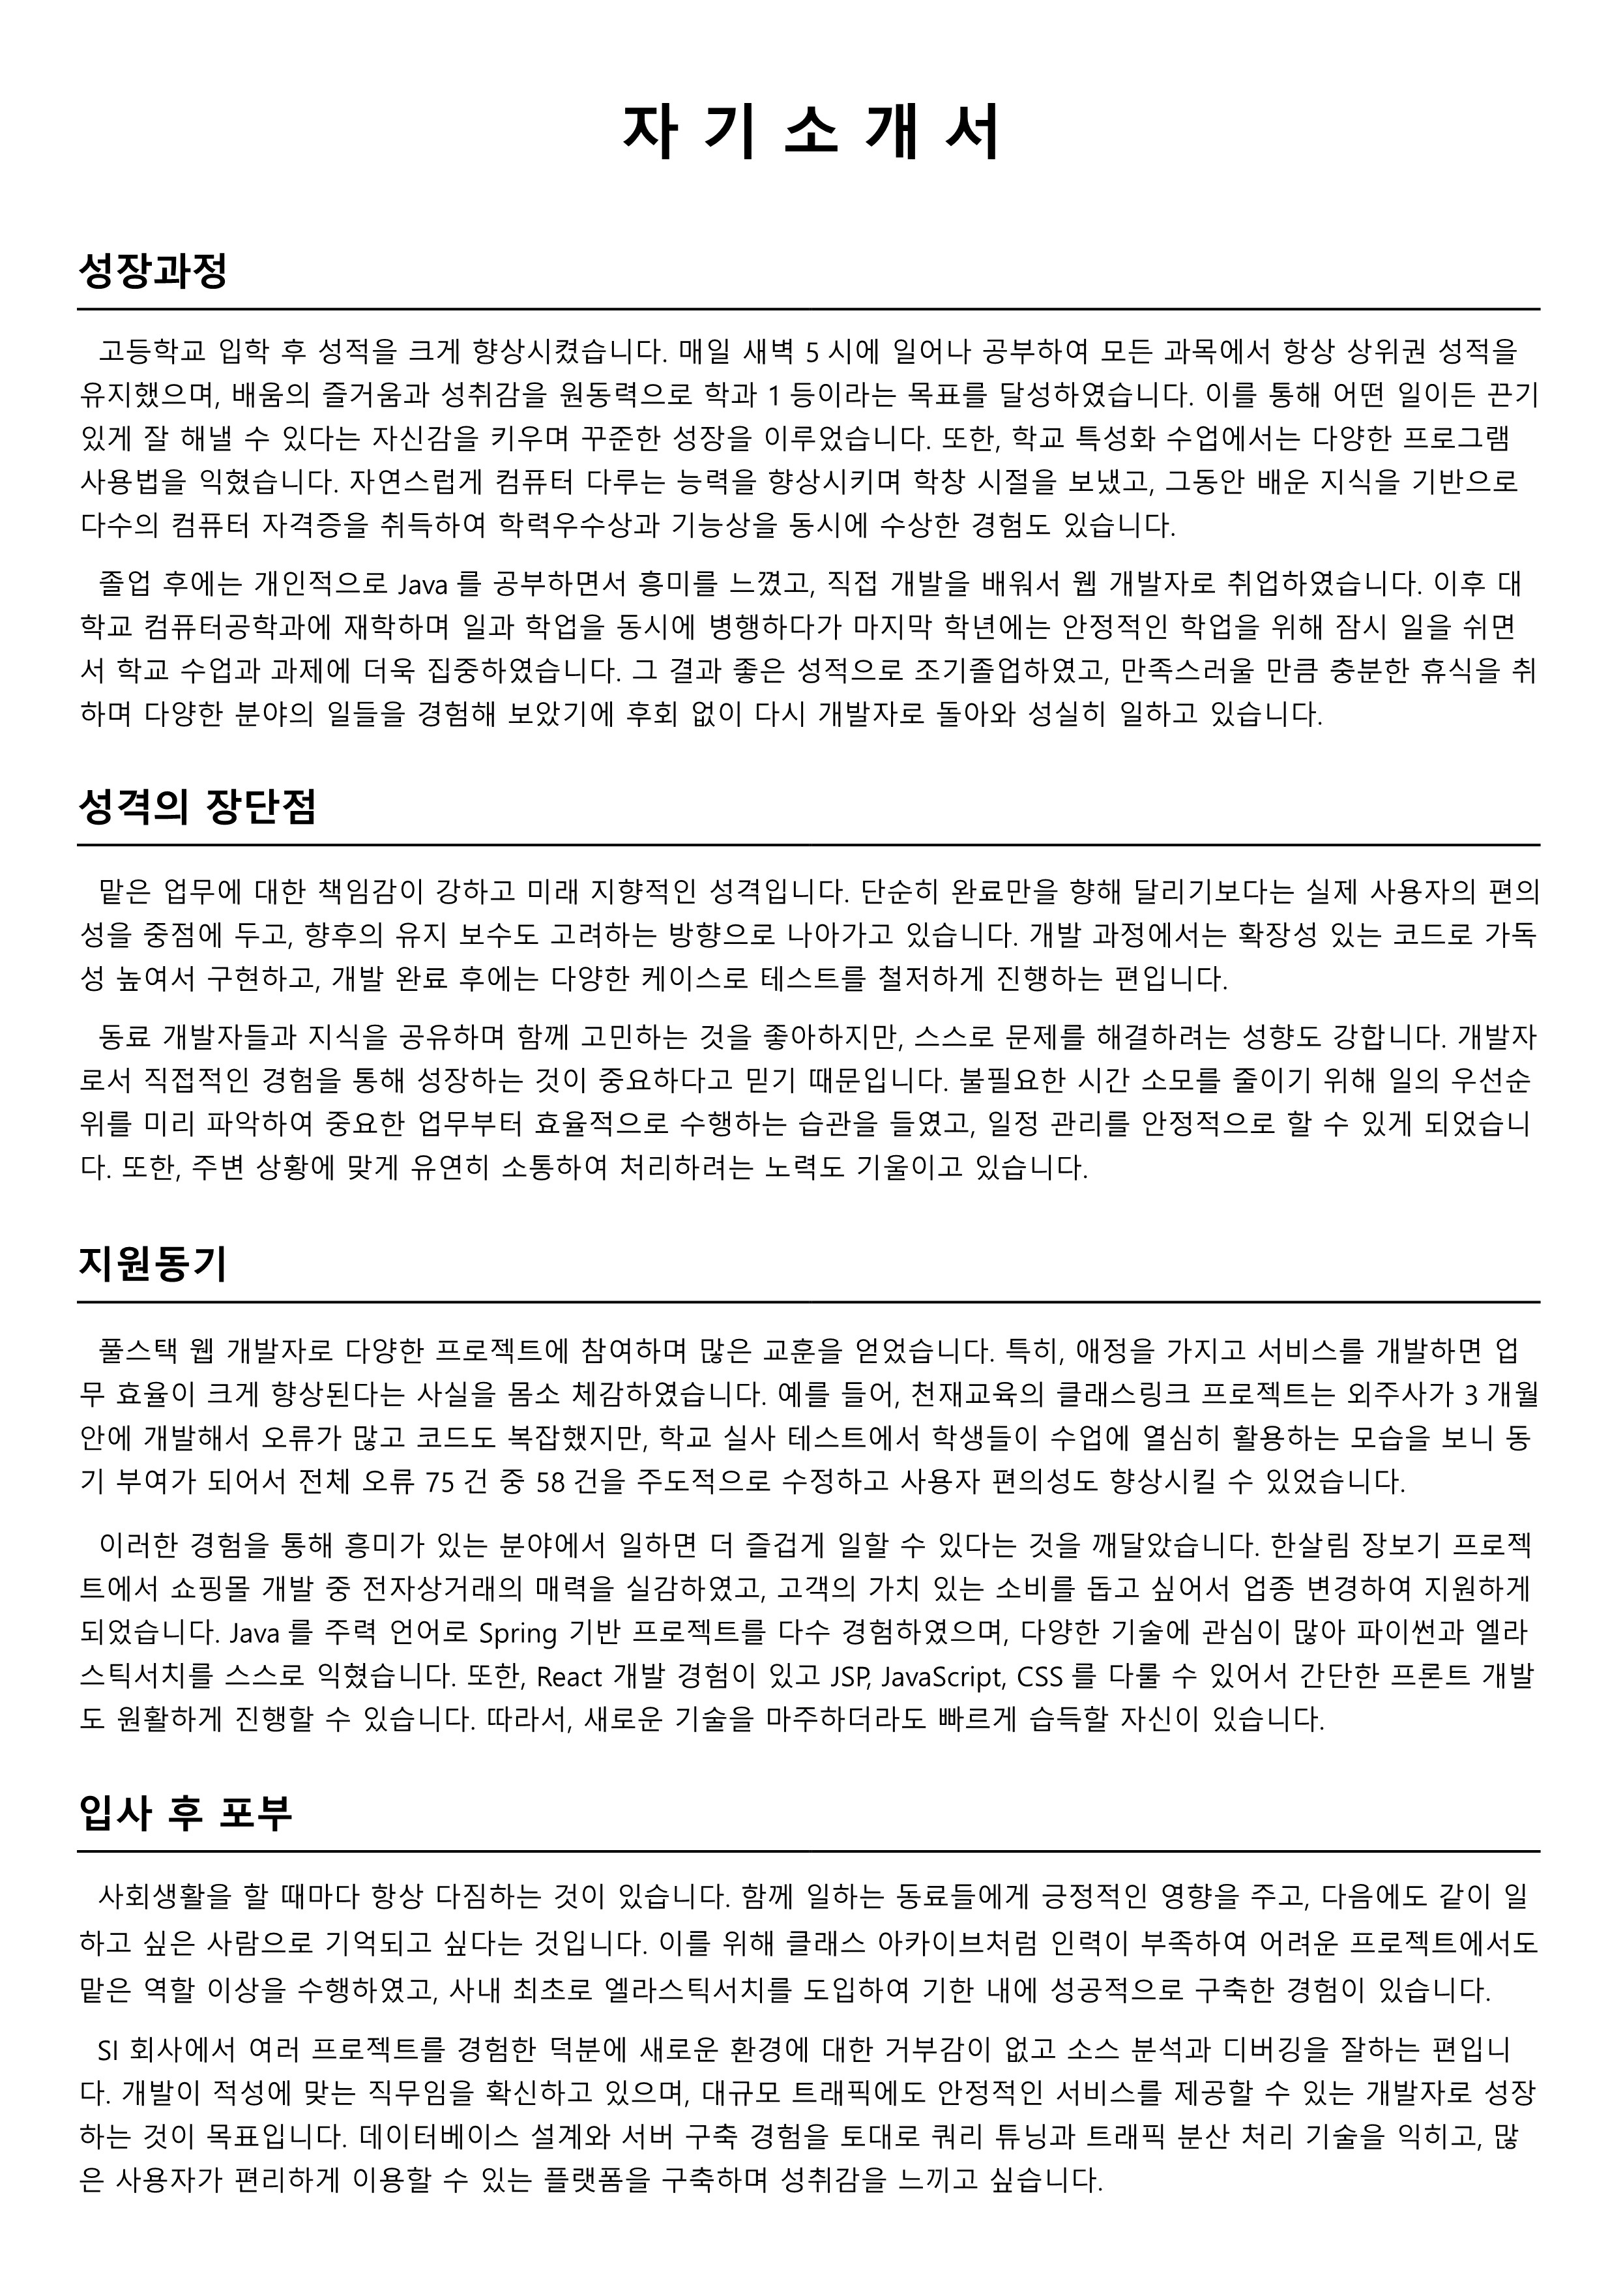 자 기 소 개 서
성장과정
고등학교 입학 후 성적을 크게 향상시켰습니다. 매일 새벽 5 시에 일어나 공부하여 모든 과목에서 항상 상위권 성적을
유지했으며, 배움의 즐거움과 성취감을 원동력으로 학과 1 등이라는 목표를 달성하였습니다. 이를 통해 어떤 일이든 끈기
있게 잘 해낼 수 있다는 자신감을 키우며 꾸준한 성장을 이루었습니다. 또한, 학교 특성화 수업에서는 다양한 프로그램
사용법을 익혔습니다. 자연스럽게 컴퓨터 다루는 능력을 향상시키며 학창 시절을 보냈고, 그동안 배운 지식을 기반으로
다수의 컴퓨터 자격증을 취득하여 학력우수상과 기능상을 동시에 수상한 경험도 있습니다.
졸업 후에는 개인적으로 Java 를 공부하면서 흥미를 느꼈고, 직접 개발을 배워서 웹 개발자로 취업하였습니다. 이후 대
학교 컴퓨터공학과에 재학하며 일과 학업을 동시에 병행하다가 마지막 학년에는 안정적인 학업을 위해 잠시 일을 쉬면
서 학교 수업과 과제에 더욱 집중하였습니다. 그 결과 좋은 성적으로 조기졸업하였고, 만족스러울 만큼 충분한 휴식을 취
하며 다양한 분야의 일들을 경험해 보았기에 후회 없이 다시 개발자로 돌아와 성실히 일하고 있습니다.
성격의 장단점
맡은 업무에 대한 책임감이 강하고 미래 지향적인 성격입니다. 단순히 완료만을 향해 달리기보다는 실제 사용자의 편의
성을 중점에 두고, 향후의 유지 보수도 고려하는 방향으로 나아가고 있습니다. 개발 과정에서는 확장성 있는 코드로 가독
성 높여서 구현하고, 개발 완료 후에는 다양한 케이스로 테스트를 철저하게 진행하는 편입니다.
동료 개발자들과 지식을 공유하며 함께 고민하는 것을 좋아하지만, 스스로 문제를 해결하려는 성향도 강합니다. 개발자
로서 직접적인 경험을 통해 성장하는 것이 중요하다고 믿기 때문입니다. 불필요한 시간 소모를 줄이기 위해 일의 우선순
위를 미리 파악하여 중요한 업무부터 효율적으로 수행하는 습관을 들였고, 일정 관리를 안정적으로 할 수 있게 되었습니
다. 또한, 주변 상황에 맞게 유연히 소통하여 처리하려는 노력도 기울이고 있습니다.
지원동기
풀스택 웹 개발자로 다양한 프로젝트에 참여하며 많은 교훈을 얻었습니다. 특히, 애정을 가지고 서비스를 개발하면 업
무 효율이 크게 향상된다는 사실을 몸소 체감하였습니다. 예를 들어, 천재교육의 클래스링크 프로젝트는 외주사가 3 개월
안에 개발해서 오류가 많고 코드도 복잡했지만, 학교 실사 테스트에서 학생들이 수업에 열심히 활용하는 모습을 보니 동
기 부여가 되어서 전체 오류 75 건 중 58 건을 주도적으로 수정하고 사용자 편의성도 향상시킬 수 있었습니다.
이러한 경험을 통해 흥미가 있는 분야에서 일하면 더 즐겁게 일할 수 있다는 것을 깨달았습니다. 한살림 장보기 프로젝
트에서 쇼핑몰 개발 중 전자상거래의 매력을 실감하였고, 고객의 가치 있는 소비를 돕고 싶어서 업종 변경하여 지원하게
되었습니다. Java 를 주력 언어로 Spring 기반 프로젝트를 다수 경험하였으며, 다양한 기술에 관심이 많아 파이썬과 엘라
스틱서치를 스스로 익혔습니다. 또한, React 개발 경험이 있고 JSP, JavaScript, CSS 를 다룰 수 있어서 간단한 프론트 개발
도 원활하게 진행할 수 있습니다. 따라서, 새로운 기술을 마주하더라도 빠르게 습득할 자신이 있습니다.
입사 후 포부
사회생활을 할 때마다 항상 다짐하는 것이 있습니다. 함께 일하는 동료들에게 긍정적인 영향을 주고, 다음에도 같이 일
하고 싶은 사람으로 기억되고 싶다는 것입니다. 이를 위해 클래스 아카이브처럼 인력이 부족하여 어려운 프로젝트에서도
맡은 역할 이상을 수행하였고, 사내 최초로 엘라스틱서치를 도입하여 기한 내에 성공적으로 구축한 경험이 있습니다.
SI 회사에서 여러 프로젝트를 경험한 덕분에 새로운 환경에 대한 거부감이 없고 소스 분석과 디버깅을 잘하는 편입니
다. 개발이 적성에 맞는 직무임을 확신하고 있으며, 대규모 트래픽에도 안정적인 서비스를 제공할 수 있는 개발자로 성장
하는 것이 목표입니다. 데이터베이스 설계와 서버 구축 경험을 토대로 쿼리 튜닝과 트래픽 분산 처리 기술을 익히고, 많
은 사용자가 편리하게 이용할 수 있는 플랫폼을 구축하며 성취감을 느끼고 싶습니다.